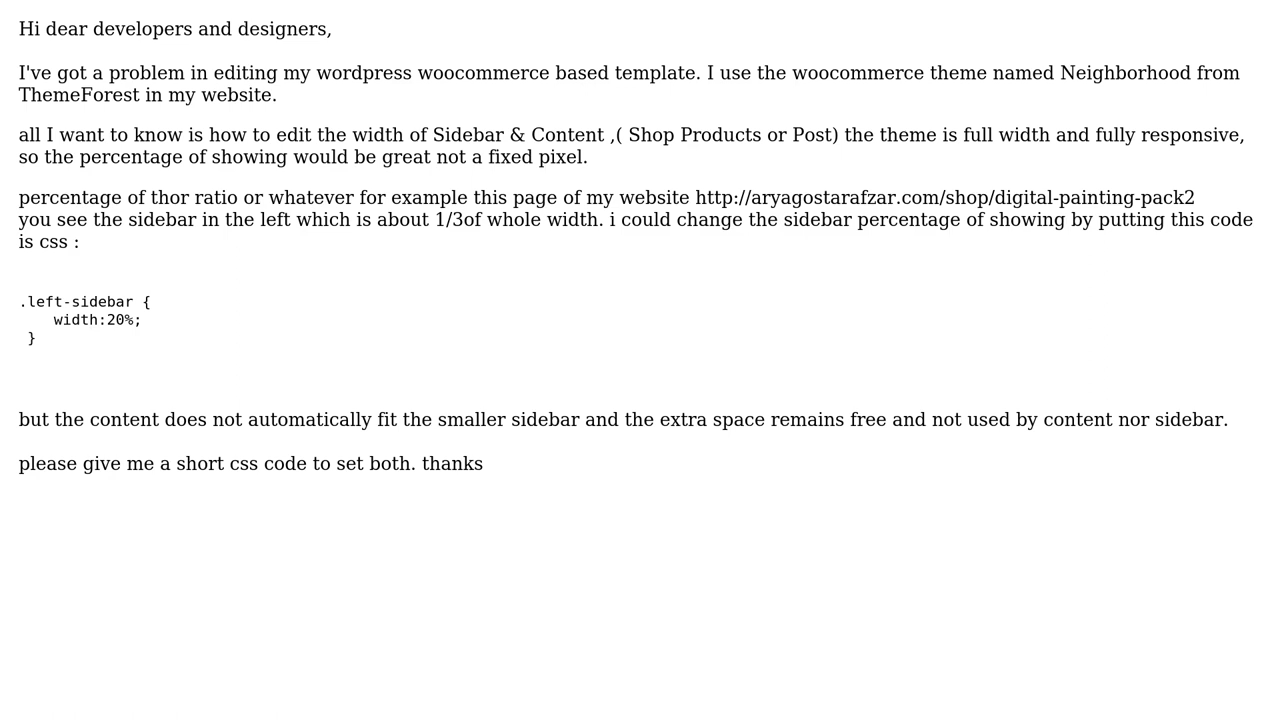 Hi dear developers and designers,
I've got a problem in editing my wordpress woocommerce based template. I use the woocommerce theme named Neighborhood from
ThemeForest in my website.
all I want to know is how to edit the width of Sidebar & Content ,( Shop Products or Post) the theme is full width and fully responsive,
so the percentage of showing would be great not a fixed pixel.
percentage of thor ratio or whatever for example this page of my website http://aryagostarafzar.com/shop/digital-painting-pack2
you see the sidebar in the left which is about 1/3of whole width. i could change the sidebar percentage of showing by putting this code
is css :
.left-sidebar {
    width:20%;
 }
but the content does not automatically fit the smaller sidebar and the extra space remains free and not used by content nor sidebar.
please give me a short css code to set both. thanks